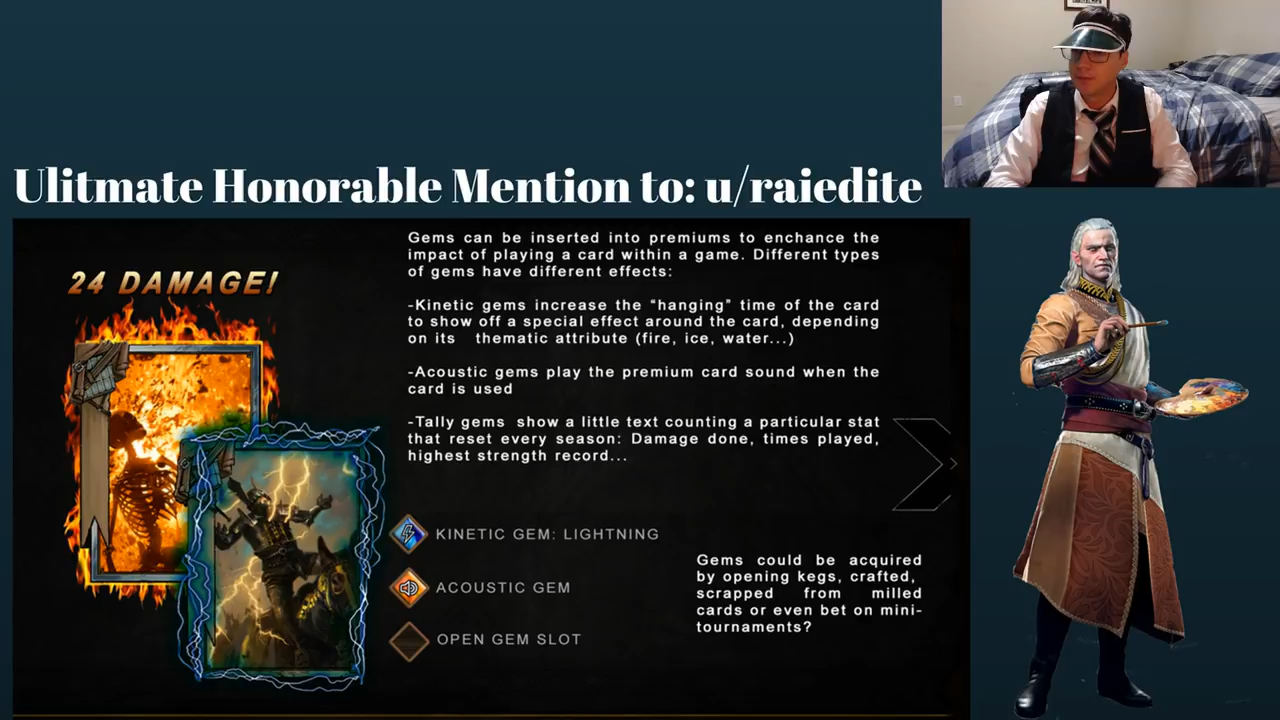 Ulitmate Honorable Mention to: u/raiedite
24 DAMAGE!
Gems can be inserted into premiums to enchance the
impact of playing a card within a game. Different types
of gems have different effects:
-Kinetic gems increase the “hanging” time of the card
to show off a special effect around the card, depending
on its thematic attribute (fire, ice, water...)
-Acoustic gems play the premium card sound when the
card is used
-Tally gems show a little text counting a particular stat
that reset every season: Damage done, times played,
highest strength record...
KINETIC GEM: LIGHTNING
ACOUSTIC GEM
OPEN GEM SLOT
Gems could be acquired
by opening kegs, crafted,
scrapped from milled
cards or even bet on mini-
tournaments?